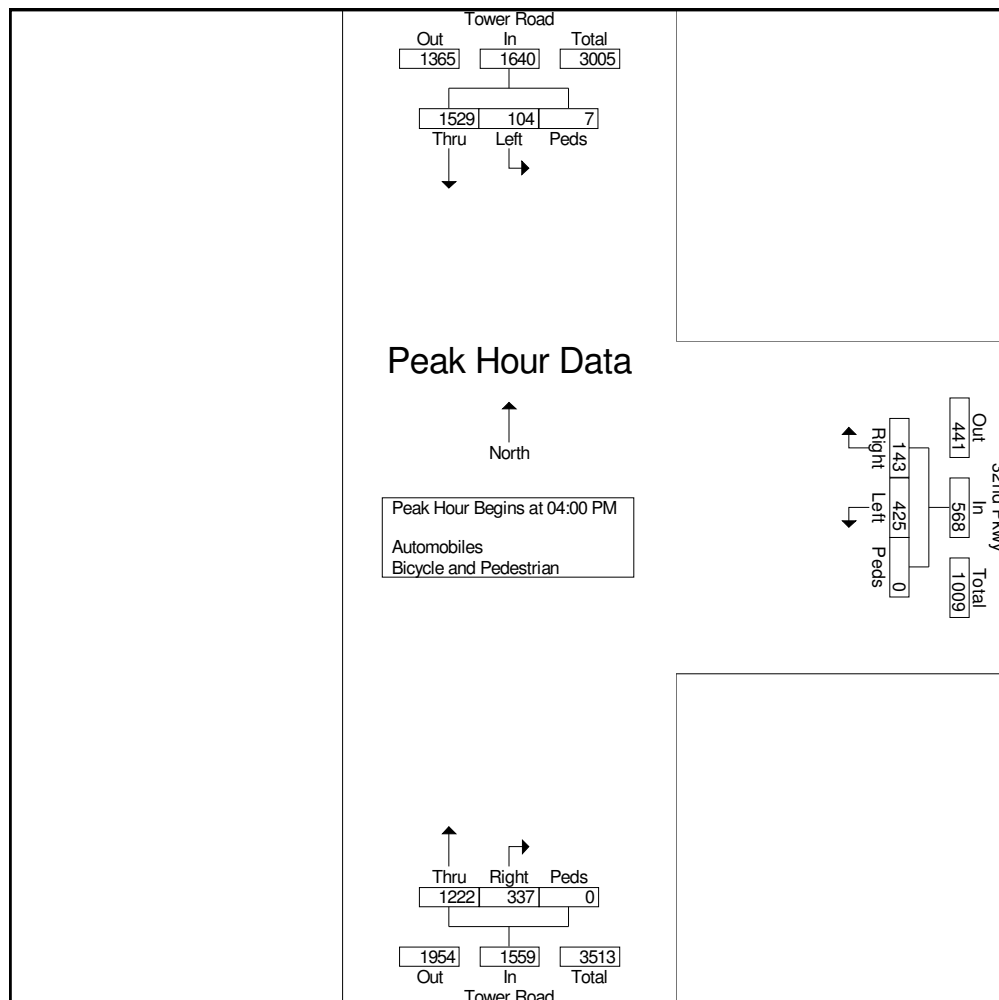 Tower Road
Out In Total
1365 1640 3005
1529 104 7
Thru Left Peds
Peak Hour Data
North
Peak Hour Begins at 04:00 PM
Automobiles
Bicycle and Pedestrian
Out In Total
441 568 1009
143 425 0
Right Left Peds
Thru Right Peds
1222 337 0
1954 1559 3513
Out In Total
Tower Road